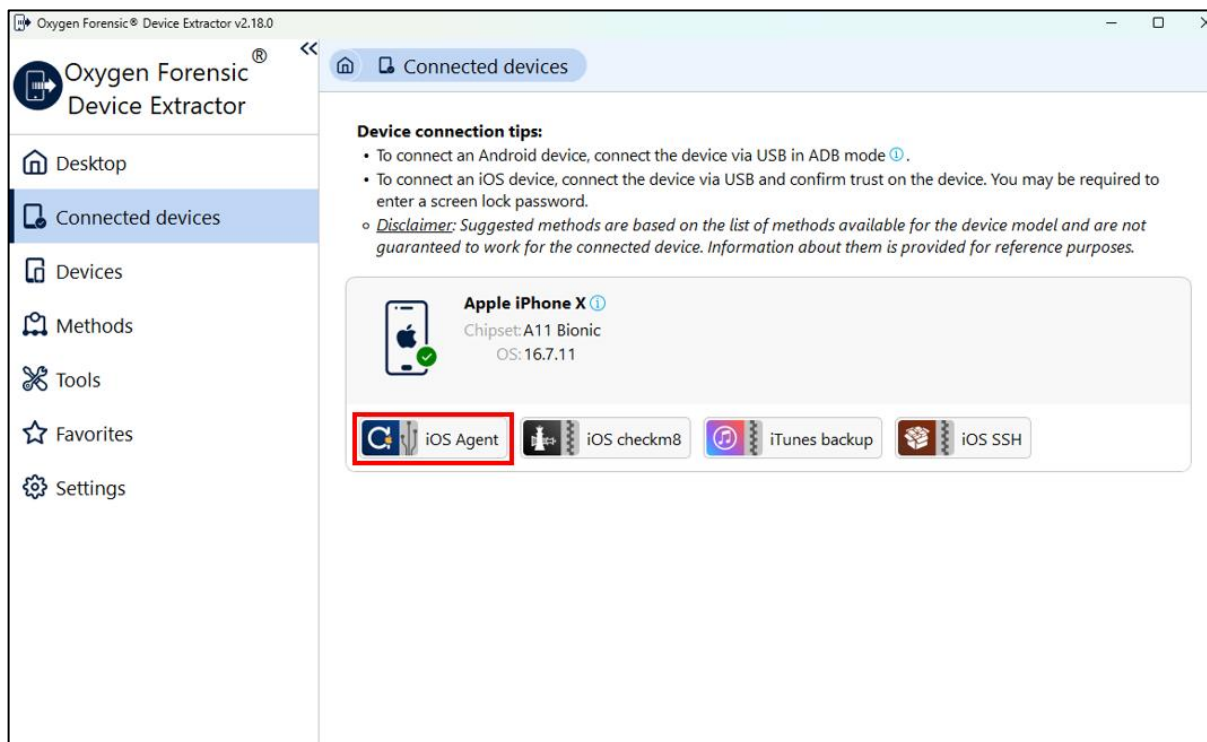 Oxygen Forensic® Device Extractor v2.18.0
Oxygen Forensic®
Device Extractor
Desktop
Connected devices
Devices
Methods
Tools
Favorites
Settings
Connected devices
Device connection tips:
• To connect an Android device, connect the device via USB in ADB mode ⓘ.
• To connect an iOS device, connect the device via USB and confirm trust on the device. You may be required to
enter a screen lock password.
○ Disclaimer: Suggested methods are based on the list of methods available for the device model and are not
guaranteed to work for the connected device. Information about them is provided for reference purposes.
Apple iPhone X ⓘ
Chipset: A11 Bionic
OS: 16.7.11
iOS Agent
iOS checkm8
iTunes backup
iOS SSH